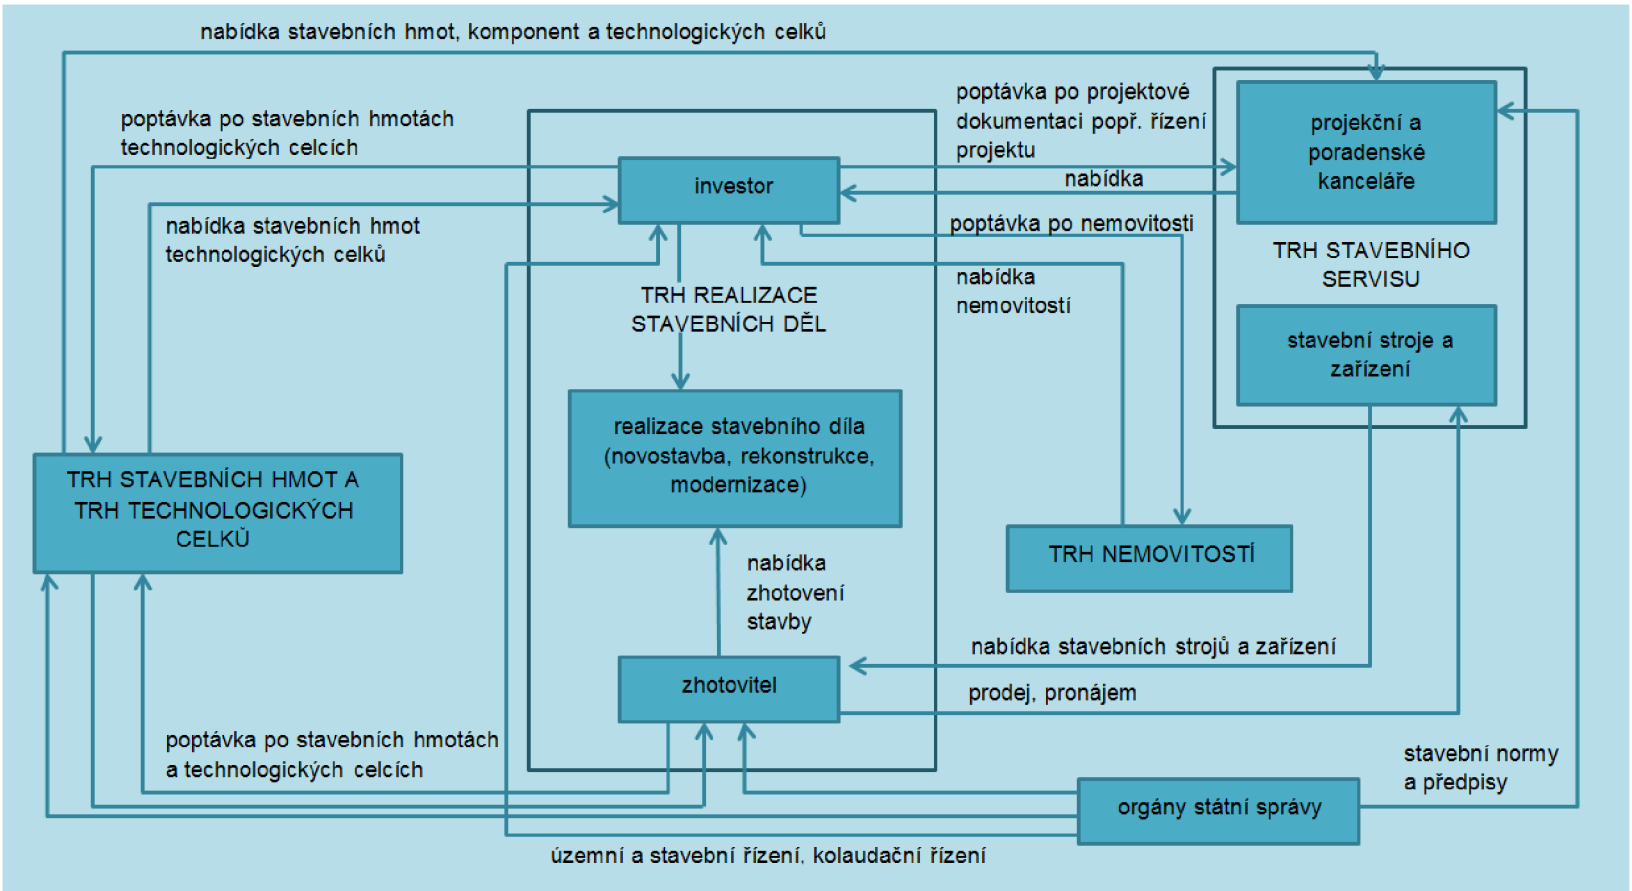 nabídka stavebních hmot, komponent a technologických celků
poptávka po stavebních hmotách
technologických celcích
nabídka stavebních hmot
technologických celků
investor
poptávka po projektové
dokumentaci popř. řízení
projektu
nabídka
projekční a
poradenské
kanceláře
poptávka po nemovitosti
TRH STAVEBNÍHO
SERVISU
nabídka
nemovitostí
TRH REALIZACE
STAVEBNÍCH DĚL
stavební stroje a
zařízení
realizace stavebního díla
(novostavba, rekonstrukce,
modernizace)
TRH STAVEBNÍCH HMOT A
TRH TECHNOLOGICKÝCH
CELKŮ
TRH NEMOVITOSTÍ
nabídka
zhotovení
stavby
nabídka stavebních strojů a zařízení
zhotovitel
prodej, pronájem
poptávka po stavebních hmotách
a technologických celcích
stavební normy
a předpisy
orgány státní správy
územní a stavební řízení, kolaudační řízení